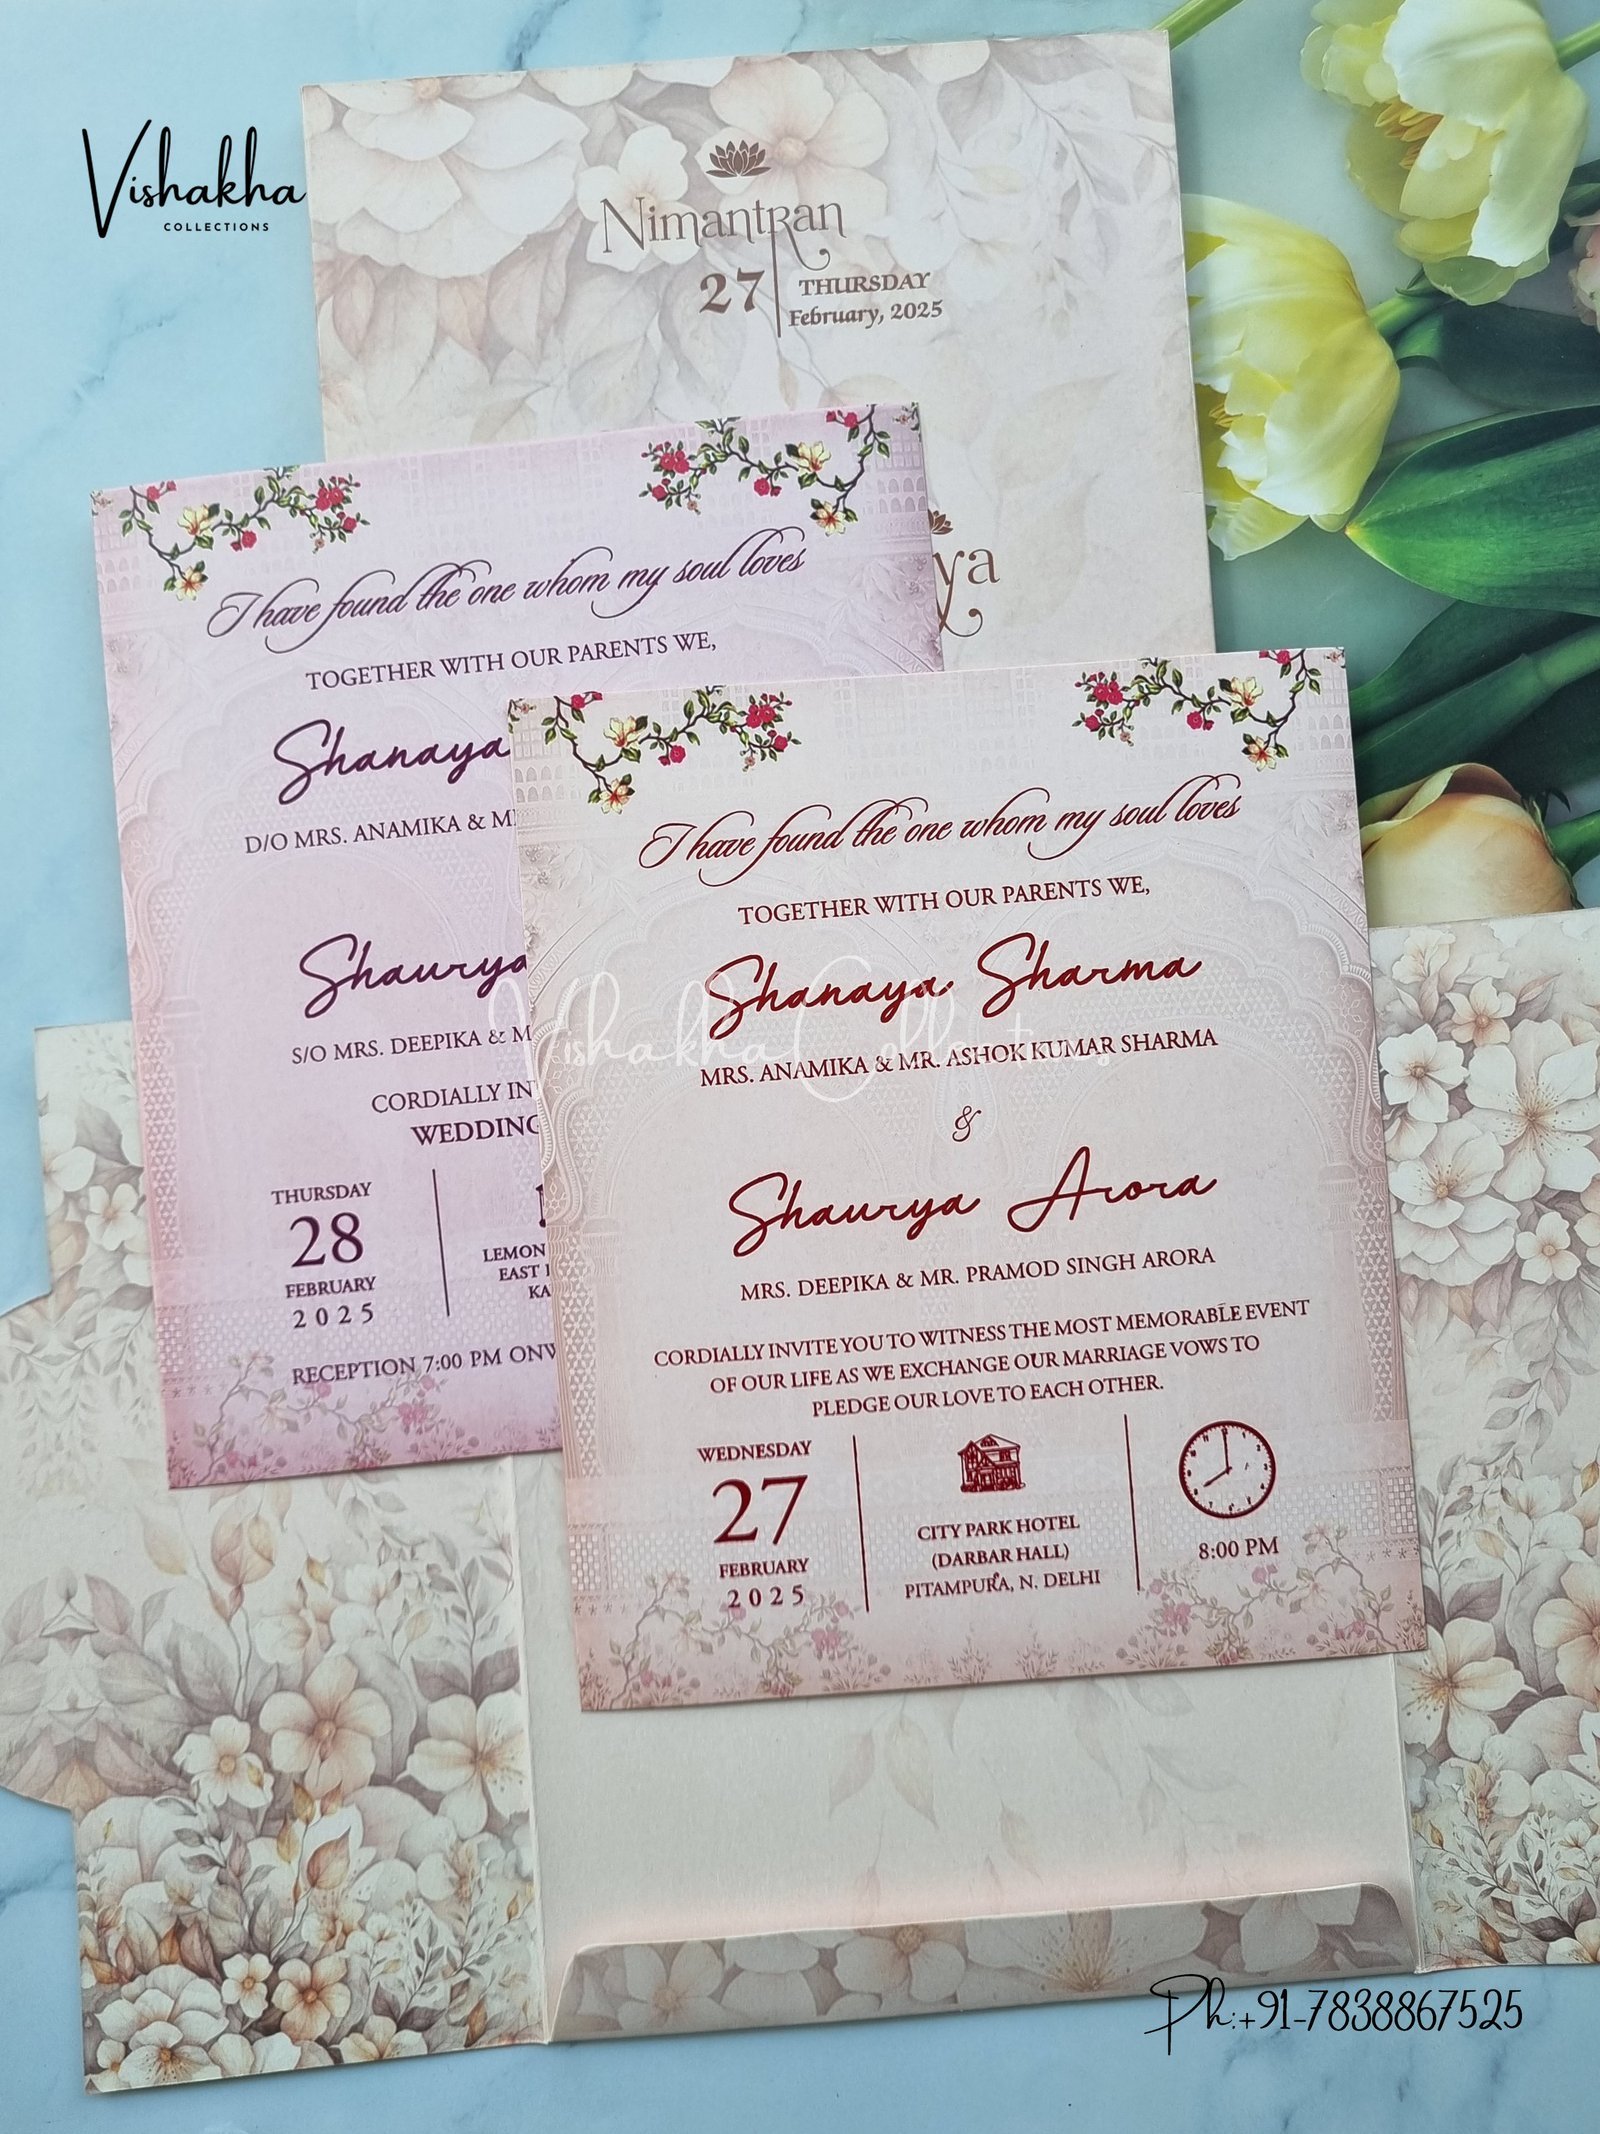 Vishakha
COLLECTIONS
Nimantran
27
THURSDAY
February, 2025
I have found the one whom my soul loves
TOGETHER WITH OUR PARENTS WE,
Shanaya
D/O MRS. ANAMIKA &
Shaurya
S/O MRS. DEEPIKA &
CORDIALLY
WEDDING
THURSDAY
28
FEBRUARY
2025
LEMON
EAST
RECEPTION 7:00 PM
I have found the one whom my soul loves
TOGETHER WITH OUR PARENTS WE,
Shanaya Sharma
MRS. ANAMIKA & MR. ASHOK KUMAR SHARMA
&
Shaurya Arora
MRS. DEEPIKA & MR. PRAMOD SINGH ARORA
CORDIALLY INVITE YOU TO WITNESS THE MOST MEMORABLE EVENT
OF OUR LIFE AS WE EXCHANGE OUR MARRIAGE VOWS TO
PLEDGE OUR LOVE TO EACH OTHER.
WEDNESDAY
27
FEBRUARY
2025
CITY PARK HOTEL
(DARBAR HALL)
PITAMPURA, N. DELHI
8:00 PM
Vishakha Collections
Ph:+91-7838867525